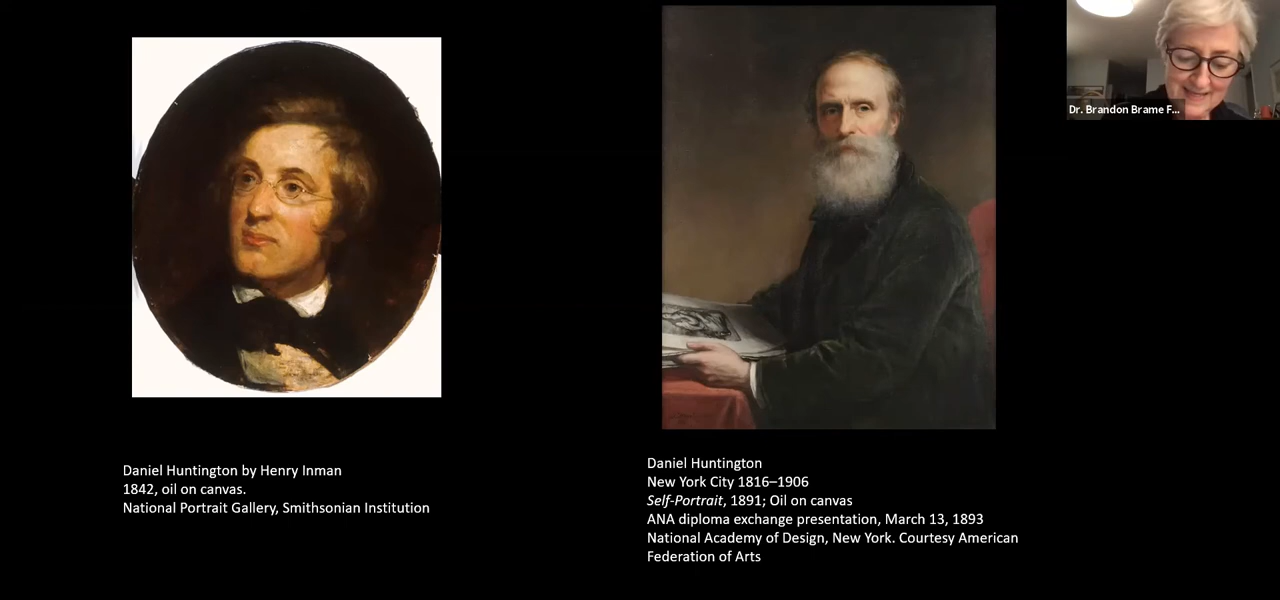 Dr. Brandon Brame F...
Daniel Huntington by Henry Inman
1842, oil on canvas.
National Portrait Gallery, Smithsonian Institution
Daniel Huntington
New York City 1816–1906
Self-Portrait, 1891; Oil on canvas
ANA diploma exchange presentation, March 13, 1893
National Academy of Design, New York. Courtesy American
Federation of Arts